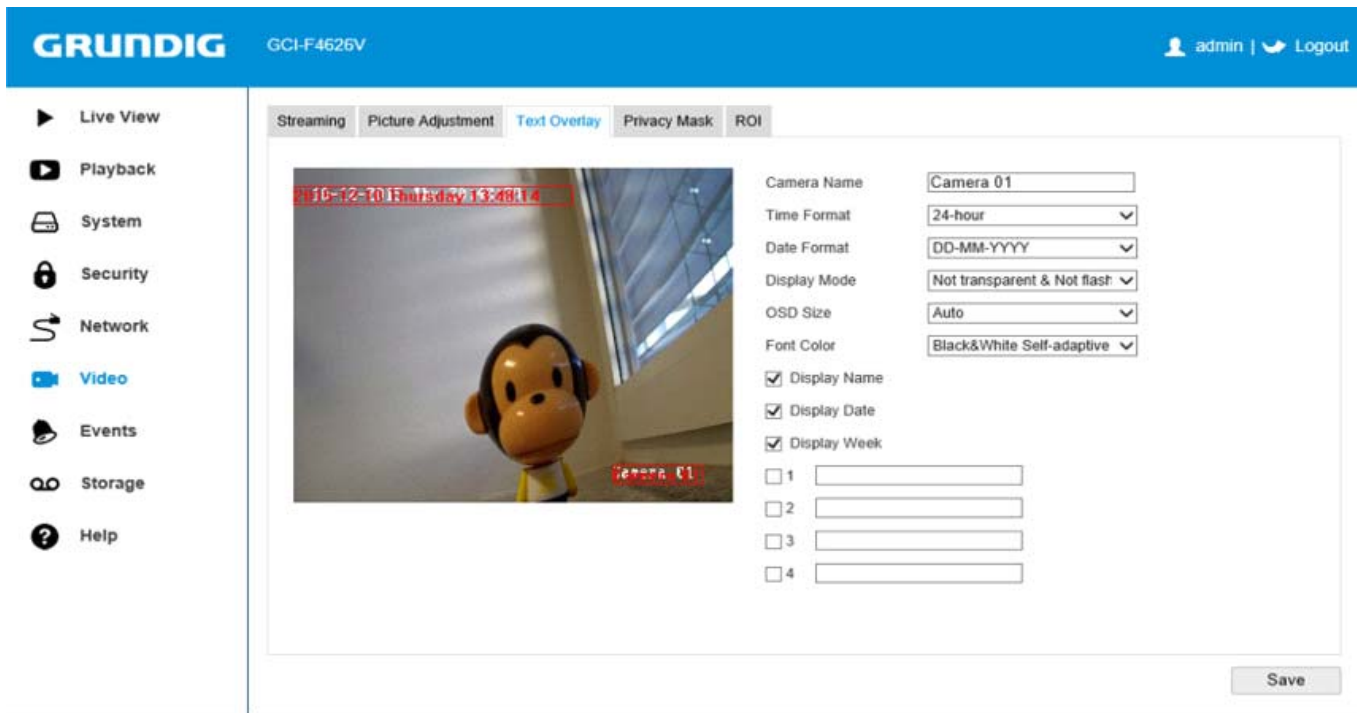 GRUNDIG
GCI-F4626V
admin | Logout
Live View
Playback
System
Security
Network
Video
Events
Storage
Help
Streaming Picture Adjustment Text Overlay Privacy Mask ROI
Thursday 13:48:14
Camera 01
Camera Name Camera 01
Time Format 24-hour
Date Format DD-MM-YYYY
Display Mode Not transparent & Not flash
OSD Size Auto
Font Color Black&White Self-adaptive
Display Name
Display Date
Display Week
1
2
3
4
Save